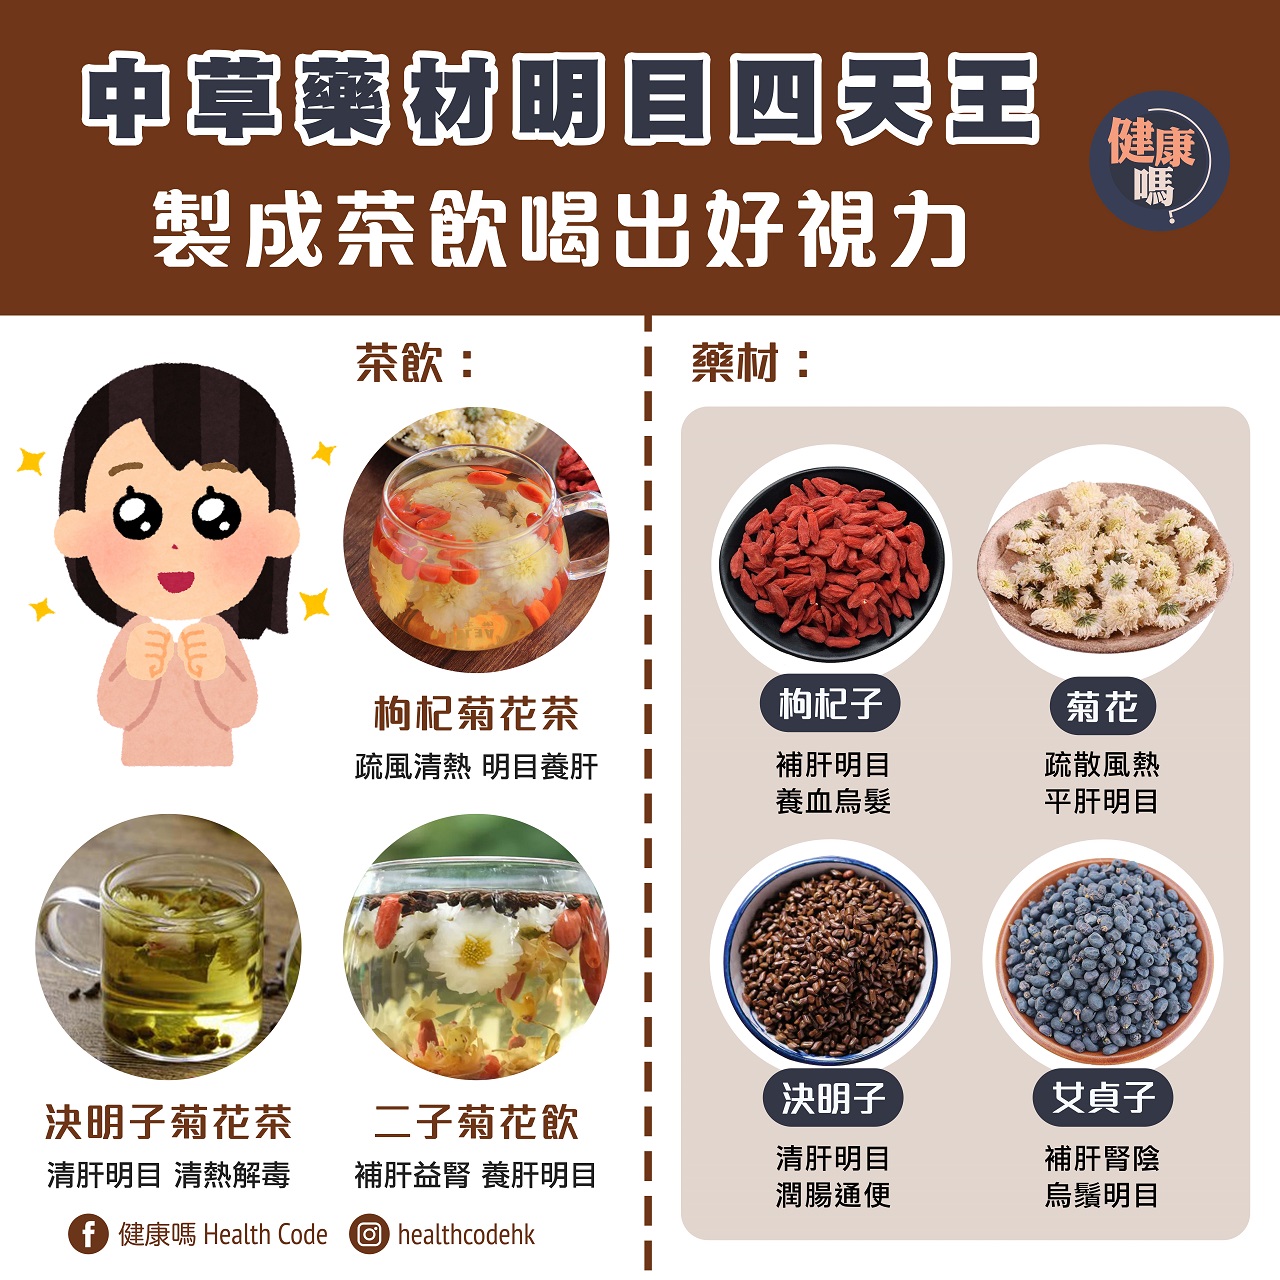 中草藥材明目四天王
健康嗎?
製成茶飲喝出好視力
茶飲：
枸杞菊花茶
疏風清熱 明目養肝
決明子菊花茶
清肝明目 清熱解毒
二子菊花飲
補肝益腎 養肝明目
健康嗎 Health Code
healthcodehk
藥材：
枸杞子
補肝明目
養血烏髮
菊花
疏散風熱
平肝明目
決明子
清肝明目
潤腸通便
女貞子
補肝腎陰
烏鬚明目